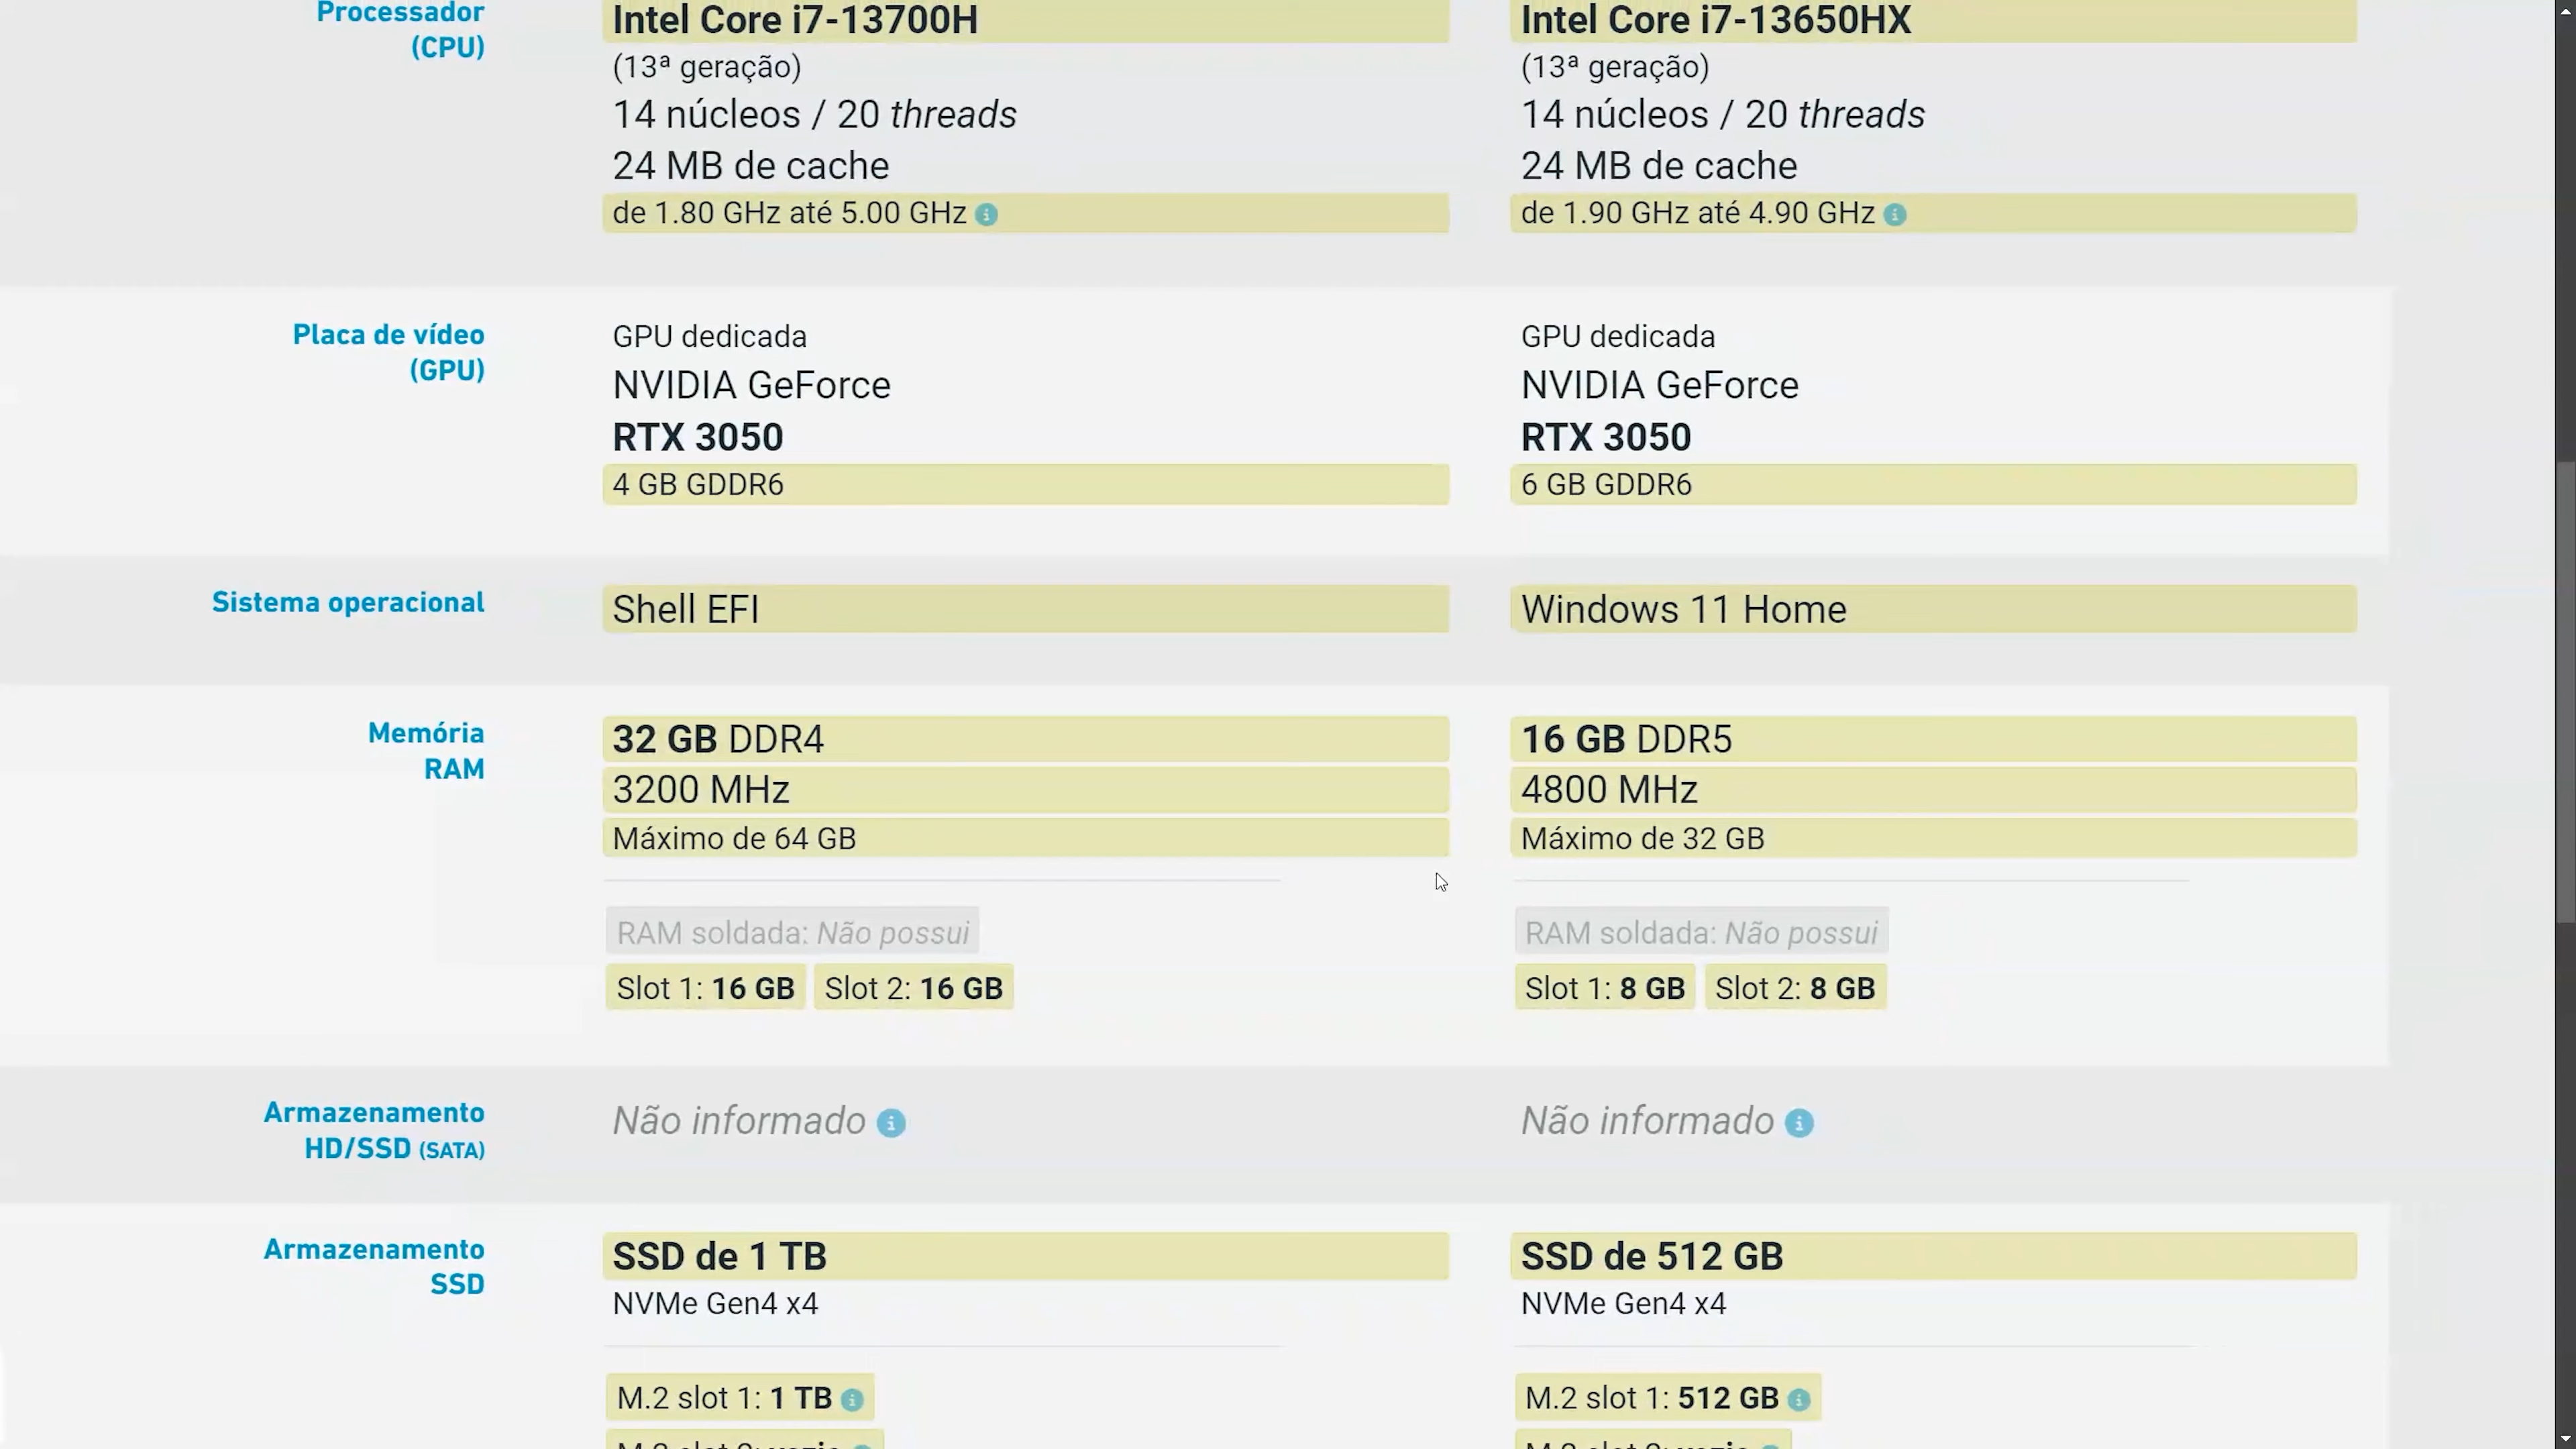 Processador
(CPU)
Intel Core i7-13700H
(13ª geração)
14 núcleos / 20 threads
24 MB de cache
de 1.80 GHz até 5.00 GHz
Intel Core i7-13650HX
(13ª geração)
14 núcleos / 20 threads
24 MB de cache
de 1.90 GHz até 4.90 GHz
Placa de vídeo
(GPU)
GPU dedicada
NVIDIA GeForce
RTX 3050
4 GB GDDR6
GPU dedicada
NVIDIA GeForce
RTX 3050
6 GB GDDR6
Sistema operacional
Shell EFI
Windows 11 Home
Memória
RAM
32 GB DDR4
3200 MHz
Máximo de 64 GB
RAM soldada: Não possui
Slot 1: 16 GB Slot 2: 16 GB
16 GB DDR5
4800 MHz
Máximo de 32 GB
RAM soldada: Não possui
Slot 1: 8 GB Slot 2: 8 GB
Armazenamento
HD/SSD (SATA)
Não informado
Não informado
Armazenamento
SSD
SSD de 1 TB
NVMe Gen4 x4
M.2 slot 1: 1 TB
SSD de 512 GB
NVMe Gen4 x4
M.2 slot 1: 512 GB